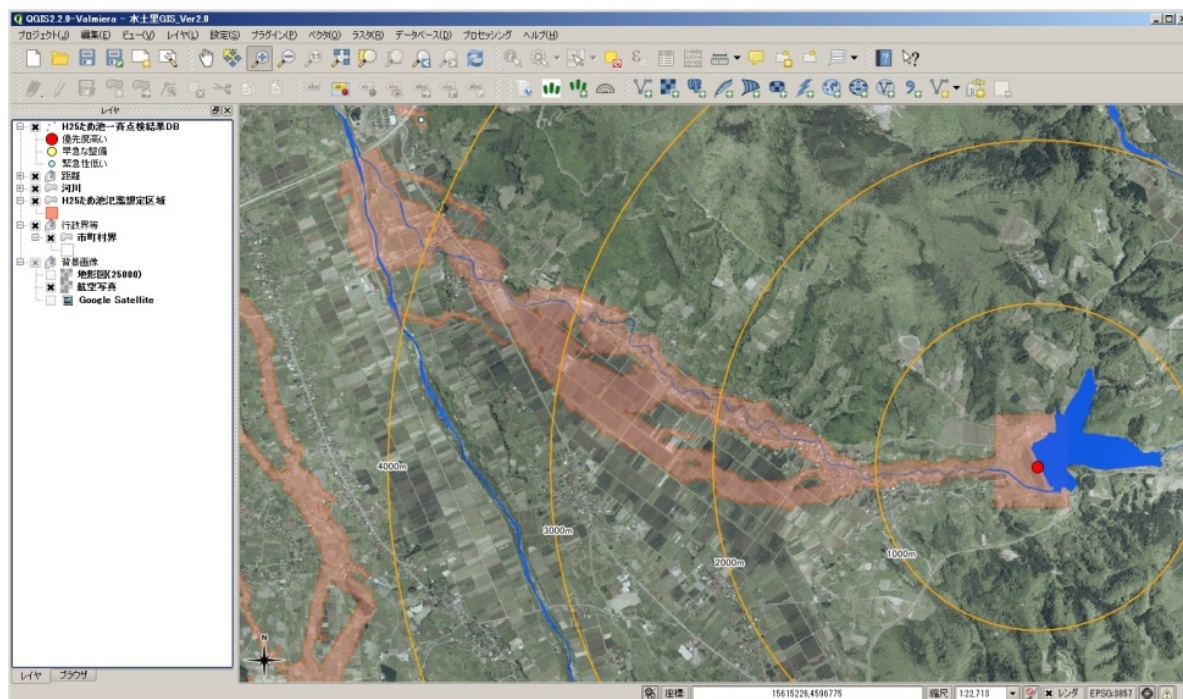 QGIS2.2.0-Valmiera - 水土里GIS_Ver2.0
プロジェクト(J) 編集(E) ビュー(V) レイヤ(L) 設定(S) プラグイン(P) ベクタ(O) ラスタ(R) データベース(D) プロセッシング ヘルプ(H)
レイヤ
H25ため池一斉点検結果DB
優先度高い
早急な整備
緊急性低い
距離
河川
H25ため池氾濫想定区域
行政界等
市町村界
背景画像
地形図(25000)
航空写真
Google Satellite
4000m
3000m
2000m
1000m
N
レイヤ ブラウザ
座標: 15615226,4596775 縮尺 1:22,713 レンダ EPSG:3857